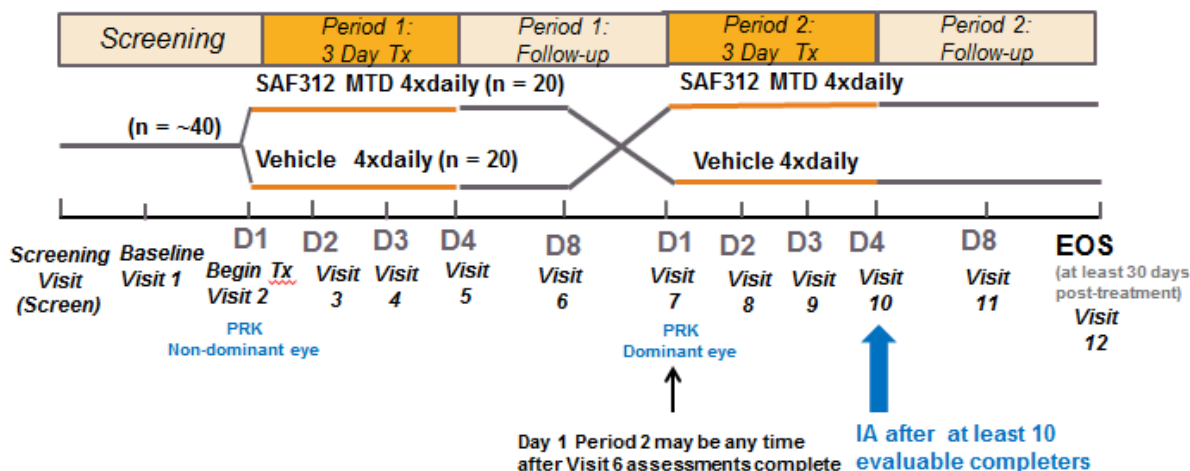 Screening
Period 1:
3 Day Tx
Period 1:
Follow-up
Period 2:
3 Day Tx
Period 2:
Follow-up
SAF312 MTD 4xdaily (n = 20)
SAF312 MTD 4xdaily
(n = ~40)
Vehicle 4xdaily (n = 20)
Vehicle 4xdaily
Screening
Visit
(Screen)
Baseline
Visit 1
D1
Begin Tx
Visit 2
PRK
Non-dominant eye
D2
Visit
3
D3
Visit
4
D4
Visit
5
D8
Visit
6
D1
Visit
7
PRK
Dominant eye
D2
Visit
8
D3
Visit
9
D4
Visit
10
D8
Visit
11
EOS
(at least 30 days
post-treatment)
Visit
12
Day 1 Period 2 may be any time
after Visit 6 assessments complete
IA after at least 10
evaluable completers